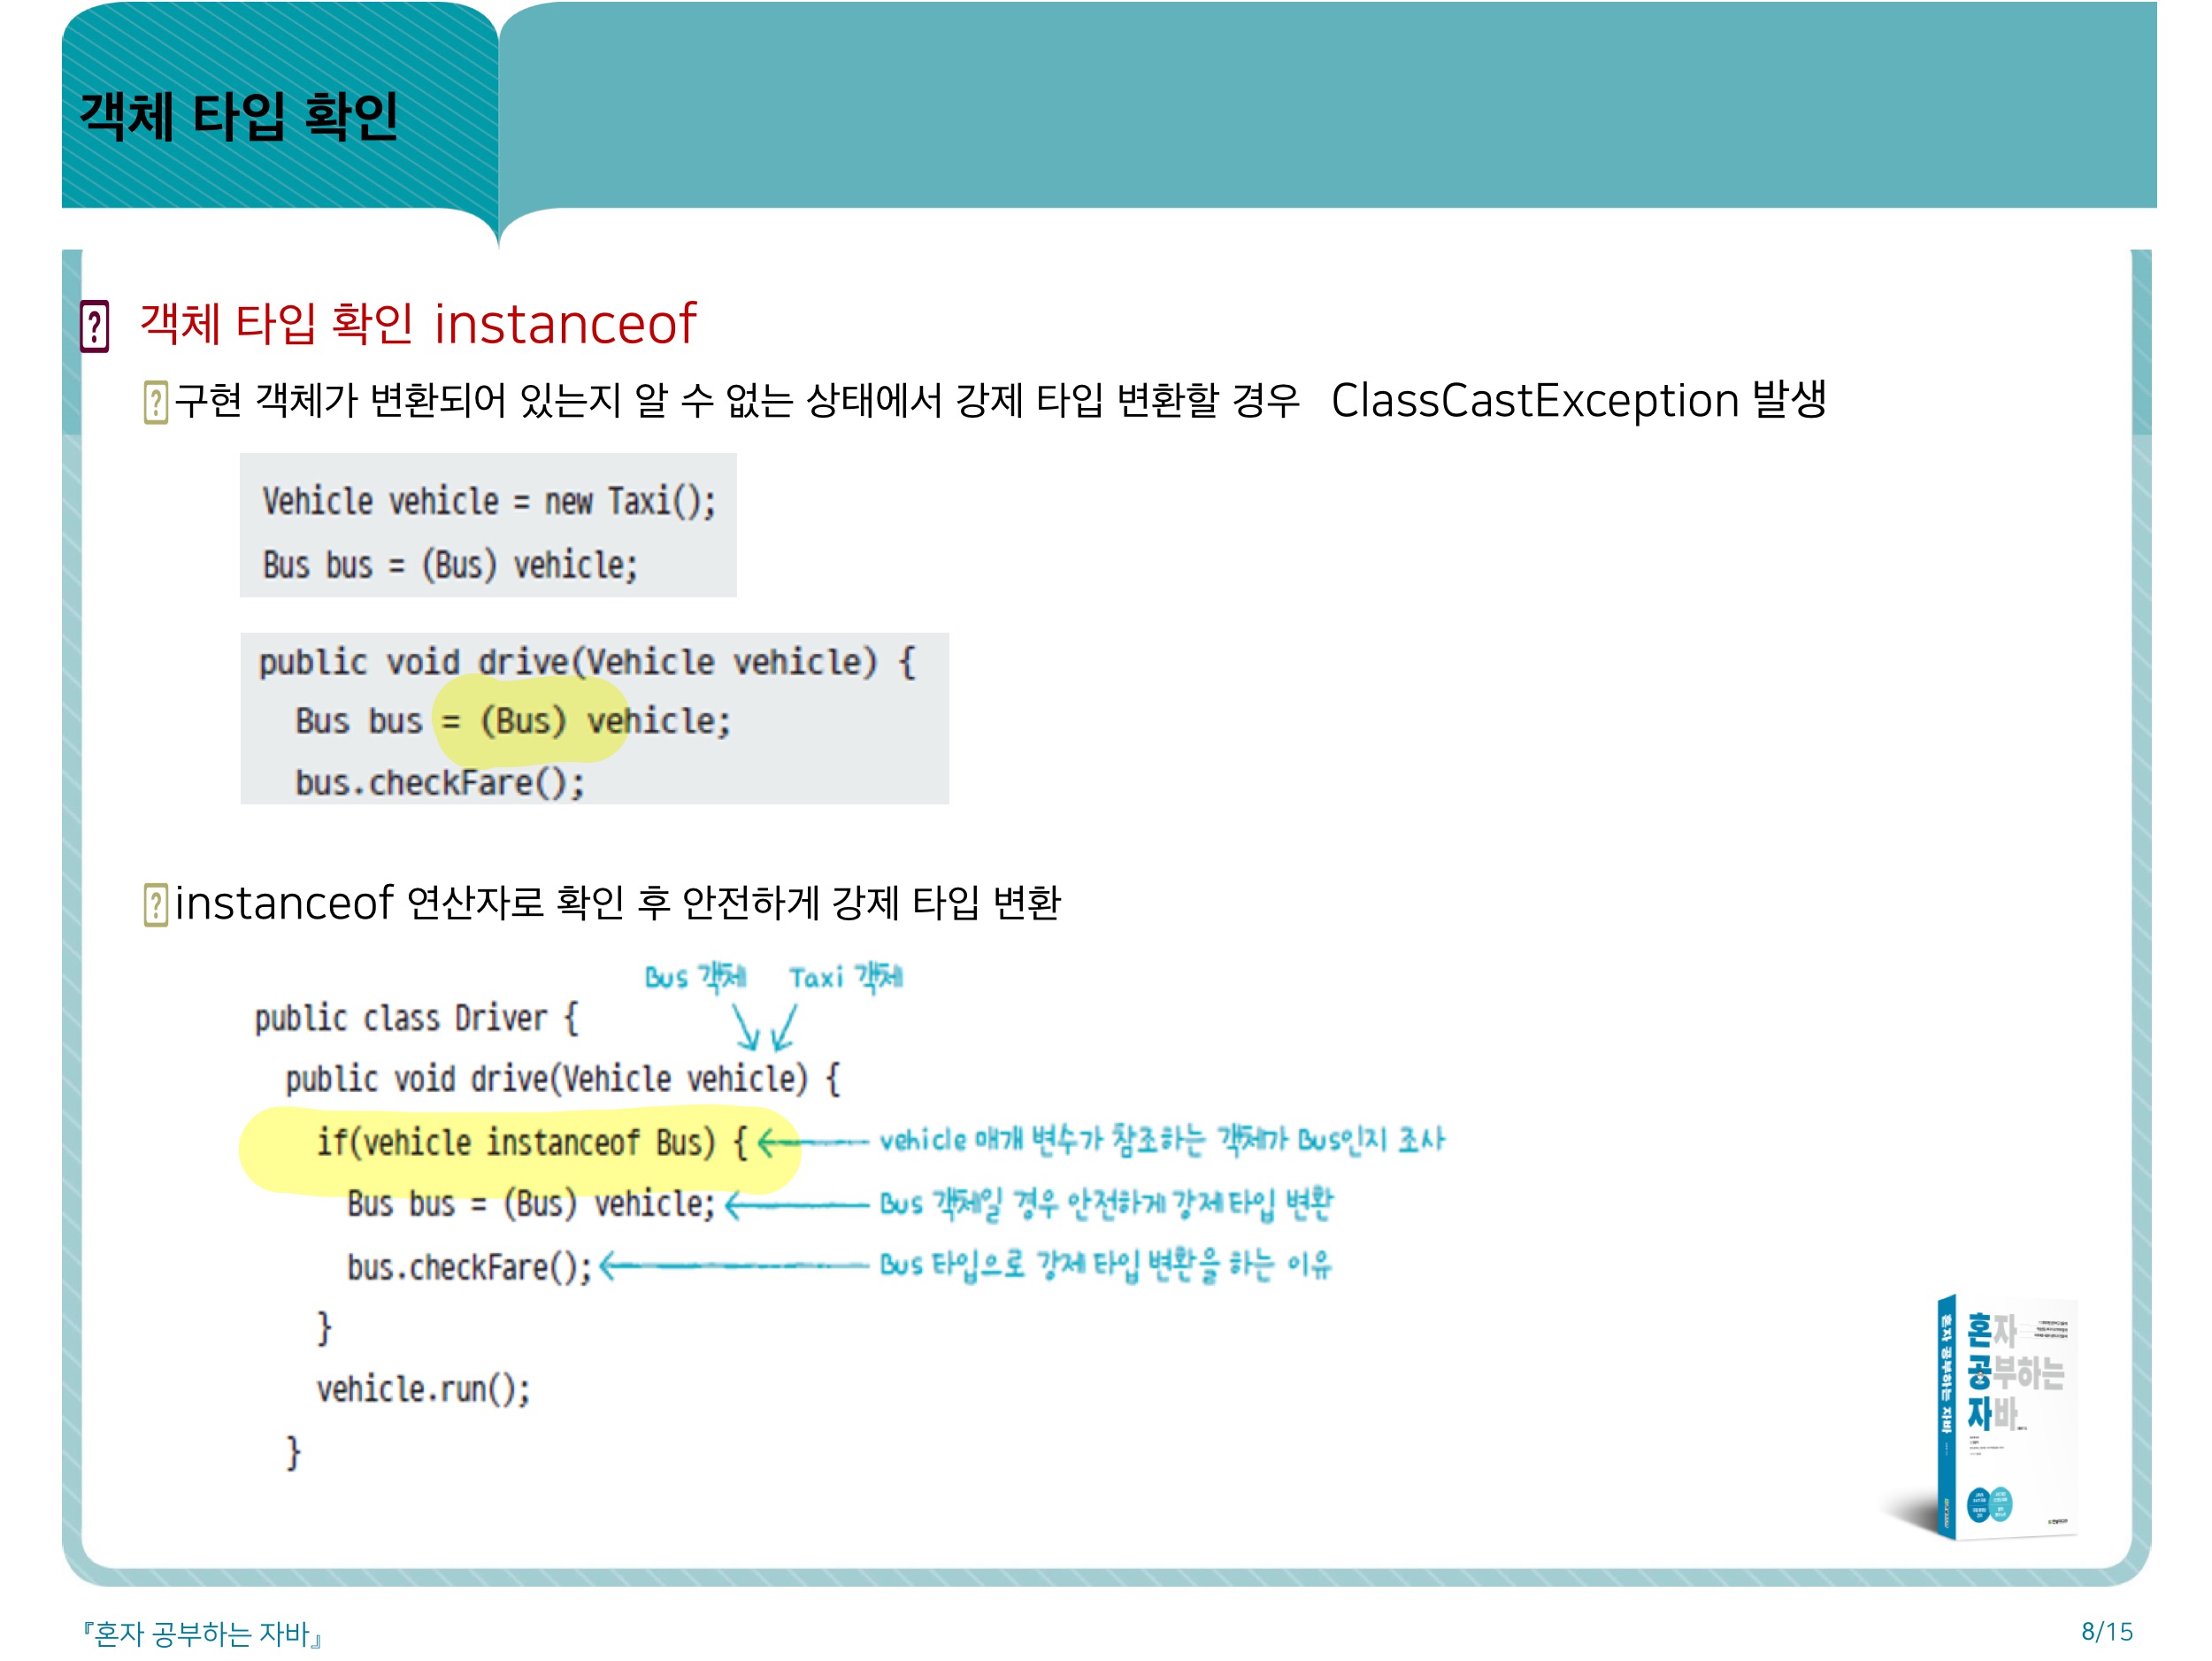 객체 타입 확인
객체 타입 확인 instanceof
구현 객체가 변환되어 있는지 알 수 없는 상태에서 강제 타입 변환할 경우 ClassCastException 발생
Vehicle vehicle = new Taxi();
Bus bus = (Bus) vehicle;
public void drive(Vehicle vehicle) {
Bus bus = (Bus) vehicle;
bus.checkFare();
instanceof 연산자로 확인 후 안전하게 강제 타입 변환
Bus 객체 Taxi 객체
public class Driver {
public void drive(Vehicle vehicle) {
if(vehicle instanceof Bus) { vehicle 매개 변수가 참조하는 객체가 Bus인지 조사
Bus bus = (Bus) vehicle; Bus 객체일 경우 안전하게 강제 타입 변환
bus.checkFare(); Bus 타입으로 강제 타입 변환을 하는 이유
}
vehicle.run();
}
혼자 공부하는 자바
혼자
공부하는
자바
『혼자 공부하는 자바』
8/15